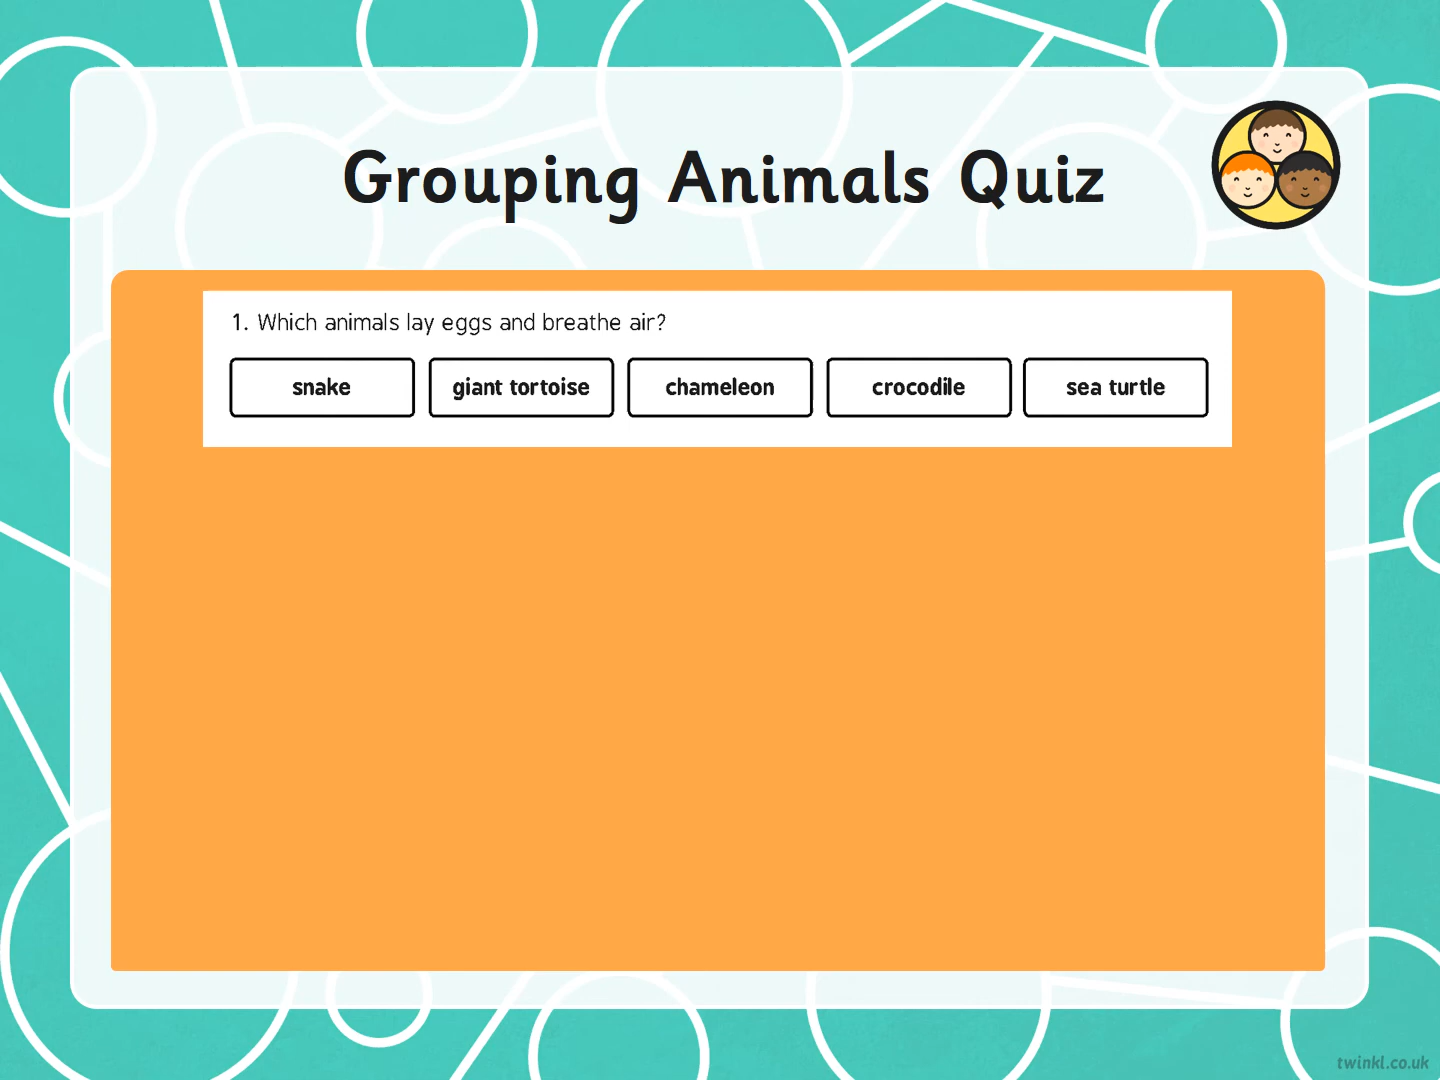 Grouping Animals Quiz
1. Which animals lay eggs and breathe air?
snake giant tortoise chameleon crocodile sea turtle
twinkl.co.uk